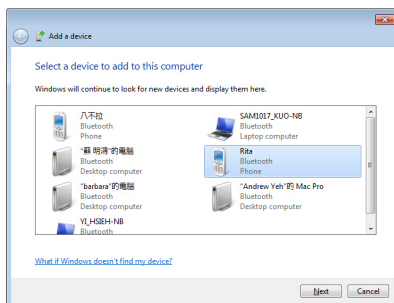 Add a device
Select a device to add to this computer
Windows will continue to look for new devices and display them here.
八不拉
Bluetooth
Phone
SAM1017_KUO-NB
Bluetooth
Laptop computer
"蘇 明鴻"的電腦
Bluetooth
Desktop computer
Rita
Bluetooth
Phone
"barbara"的電腦
Bluetooth
Desktop computer
"Andrew Yeh"的 Mac Pro
Bluetooth
Desktop computer
YI_HSIEH-NB
Bluetooth
What if Windows doesn't find my device?
Next
Cancel